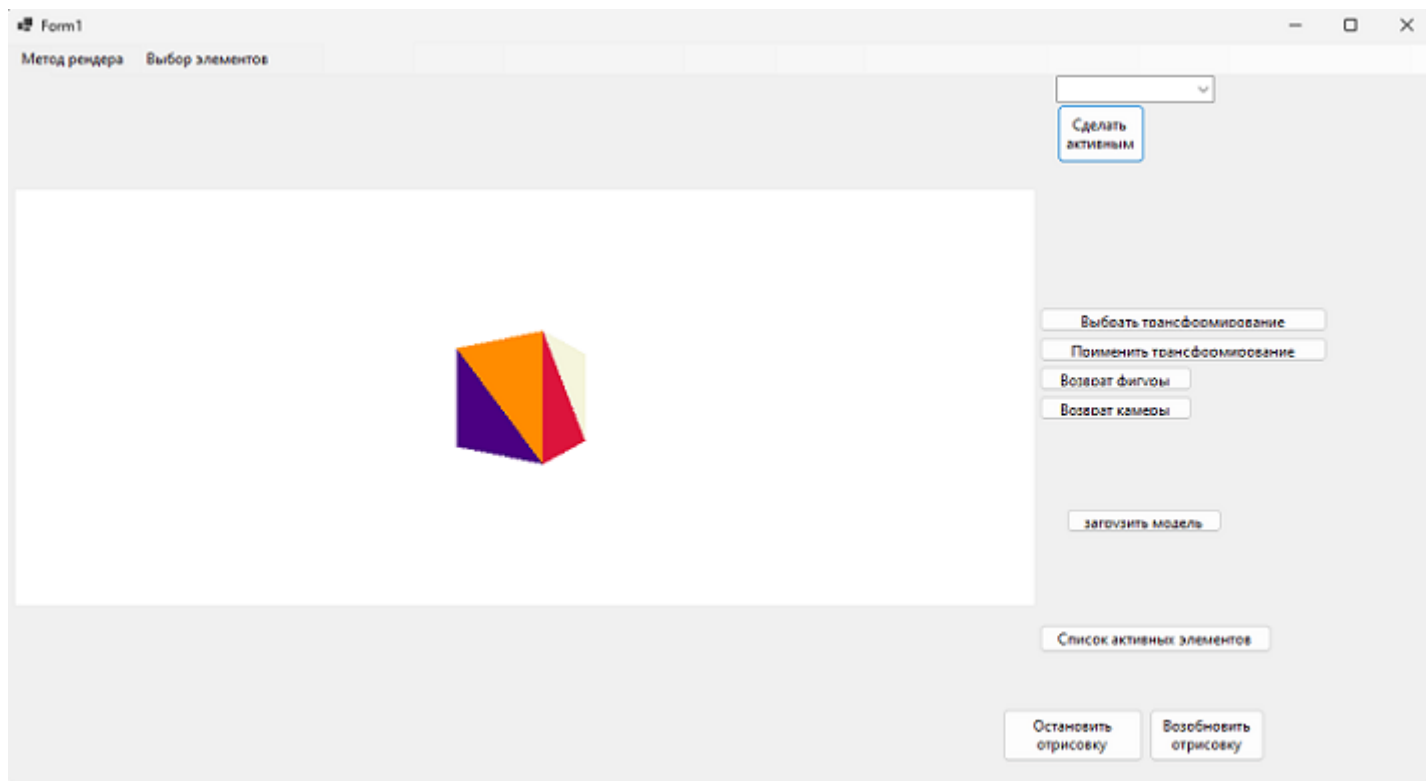 Form1
Метод рендера Выбор элементов
Сделать
активным
Выбрать трансформирование
Применить трансформирование
Возврат фигуры
Возврат камеры
загрузить модель
Список активных элементов
Остановить
отрисовку
Возобновить
отрисовку